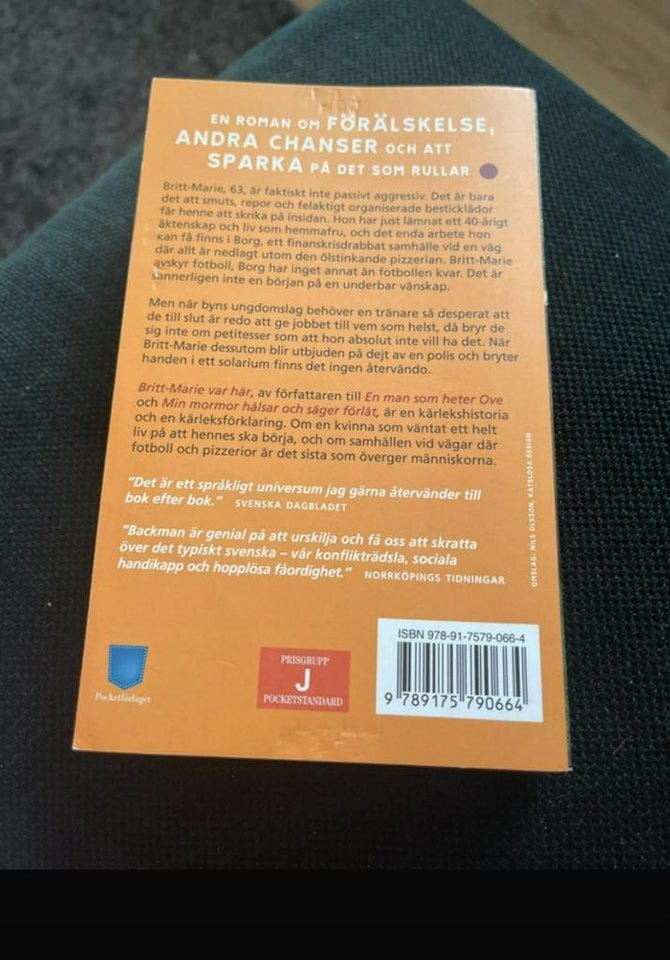 EN ROMAN OM FÖRÄLSKELSE,
ANDRA CHANSER OCH ATT
SPARKA PÅ DET SOM RULLAR
Britt-Marie, 63, är faktiskt inte passivt aggressiv. Det är bara
det att smuts, repor och felaktigt organiserade besticklådor
får henne att skrika på insidan. Hon har just lämnat ett 40-årigt
äktenskap och liv som hemmafru, och det enda arbete hon
kan få finns i Borg, ett finanskrisdrabbat samhälle vid en väg
där allt är nedlagt utom den ölstinkande pizzerian. Britt-Marie
avskyr fotboll, Borg har inget annat än fotbollen kvar. Det är
sannerligen inte en början på en underbar vänskap.
Men när byns ungdomslag behöver en tränare så desperat att
de till slut är redo att ge jobbet till vem som helst, då bryr de
sig inte om petitesser som att hon absolut inte vill ha det. När
Britt-Marie dessutom blir utbjuden på dejt av en polis och bryter
handen i ett solarium finns det ingen återvändo.
Britt-Marie var här, av författaren till En man som heter Ove
och Min mormor hälsar och säger förlåt, är en kärlekshistoria
och en kärleksförklaring. Om en kvinna som väntat ett helt
liv på att hennes ska börja, och om samhällen vid vägar där
fotboll och pizzerior är det sista som överger människorna.
"Det är ett språkligt universum jag gärna återvänder till
bok efter bok." SVENSKA DAGBLADET
"Backman är genial på att urskilja och få oss att skratta
över det typiskt svenska – vår konflikträdsla, sociala
handikapp och hopplösa fåordighet." NORRKÖPINGS TIDNINGAR
OMSLAG: NILS OLSSON, KATSLÖSA DESIGN
Pocketförlaget
PRISGRUPP
J
POCKETSTANDARD
ISBN 978-91-7579-066-4
9 789175 790664